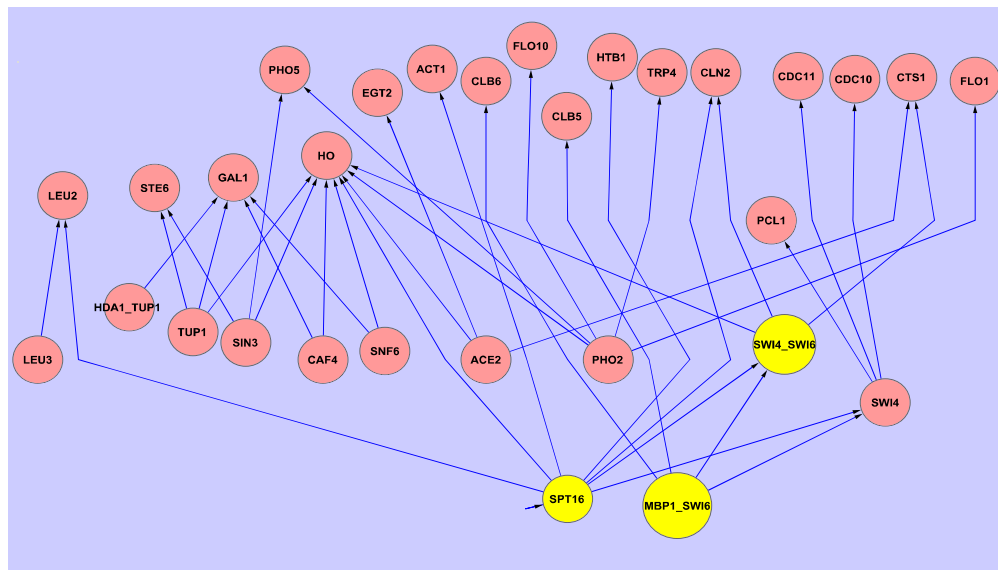 FLO10
HTB1
PHO5
ACT1
CLB6
TRP4
CLN2
CDC11
CDC10
CTS1
FLO1
EGT2
CLB5
HO
LEU2
STE6
GAL1
PCL1
HDA1_TUP1
TUP1
SIN3
LEU3
CAF4
SNF6
ACE2
PHO2
SWI4_SWI6
SWI4
SPT16
MBP1_SWI6